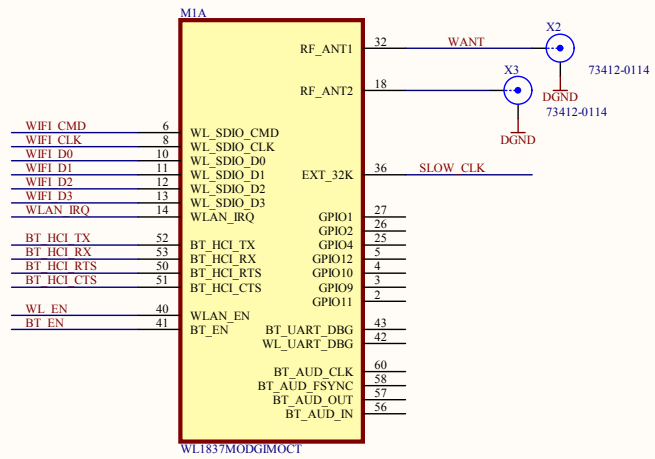 M1A
X2
RF_ANT1 32 WANT
73412-0114
X3
RF_ANT2 18
DGND
73412-0114
DGND
WIFI_CMD 6 WL_SDIO_CMD
WIFI_CLK 8 WL_SDIO_CLK
WIFI_D0 10 WL_SDIO_D0
WIFI_D1 11 WL_SDIO_D1
EXT_32K 36 SLOW_CLK
WIFI_D2 12 WL_SDIO_D2
WIFI_D3 13 WL_SDIO_D3
WLAN_IRQ 14 WLAN_IRQ
GPIO1 27
GPIO2 26
BT_HCI_TX 52 BT_HCI_TX
GPIO4 25
BT_HCI_RX 53 BT_HCI_RX
GPIO12 5
BT_HCI_RTS 50 BT_HCI_RTS
GPIO10 4
BT_HCI_CTS 51 BT_HCI_CTS
GPIO9 3
GPIO11 2
WL_EN 40 WLAN_EN
BT_EN 41 BT_EN
BT_UART_DBG 43
WL_UART_DBG 42
BT_AUD_CLK 60
BT_AUD_FSYNC 58
BT_AUD_OUT 57
BT_AUD_IN 56
WL1837MODGIMOCT